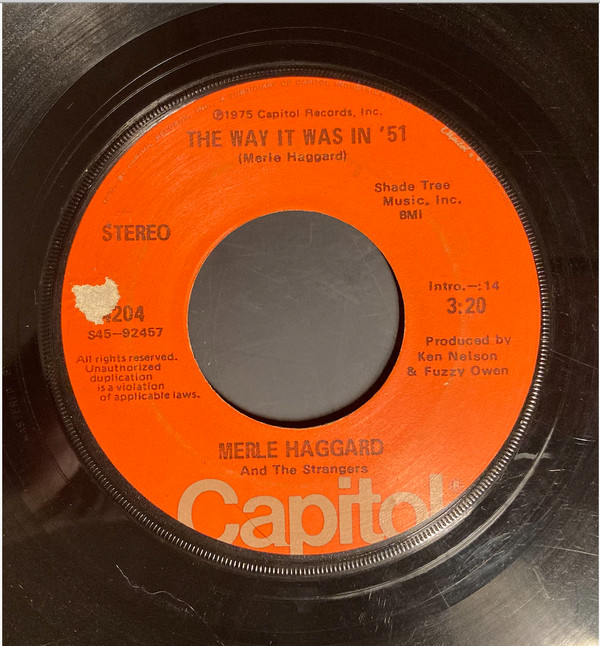 ℗1975 Capitol Records, Inc.
THE WAY IT WAS IN '51
(Merle Haggard)
Shade Tree
Music, Inc.
BMI
STEREO
Intro.—:14
3:20
204
S45—92457
Produced by
Ken Nelson
& Fuzzy Owen
All rights reserved.
Unauthorized
duplication
is a violation
of applicable laws.
MERLE HAGGARD
And The Strangers
Capitol